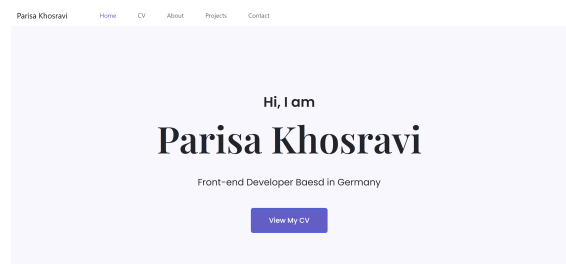 Parisa Khosravi Home CV About Projects Contact
Hi, I am
Parisa Khosravi
Front-end Developer Baesd in Germany
View My CV